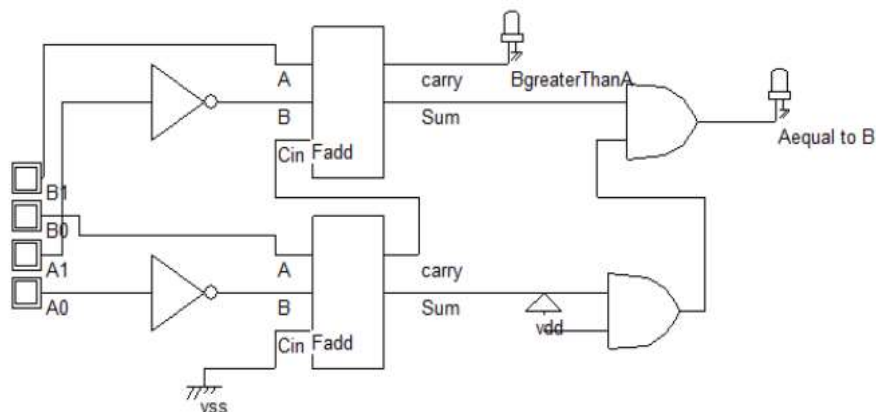 A
carry
BgreaterThanA
B
Sum
Aequal to B
Cin Fadd
B1
B0
A1
A0
A
carry
B
Sum
vdd
Cin Fadd
vss